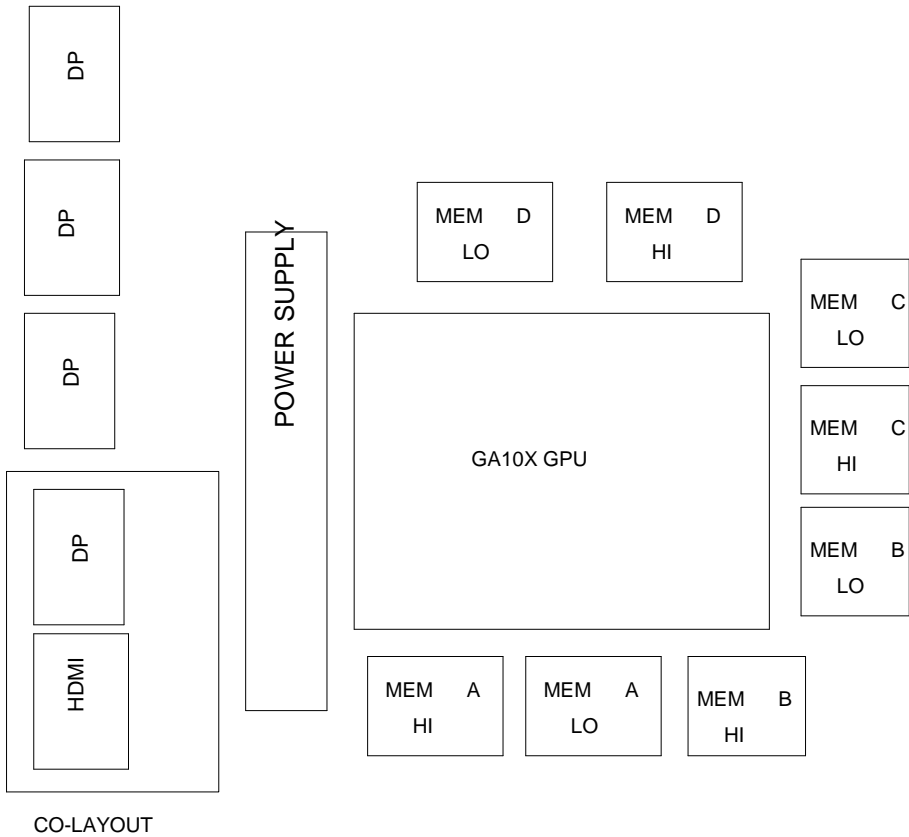 DP
DP
DP
DP
HDMI
CO-LAYOUT
POWER SUPPLY
MEM D
LO
MEM D
HI
GA10X GPU
MEM C
LO
MEM C
HI
MEM B
LO
MEM A
HI
MEM A
LO
MEM B
HI